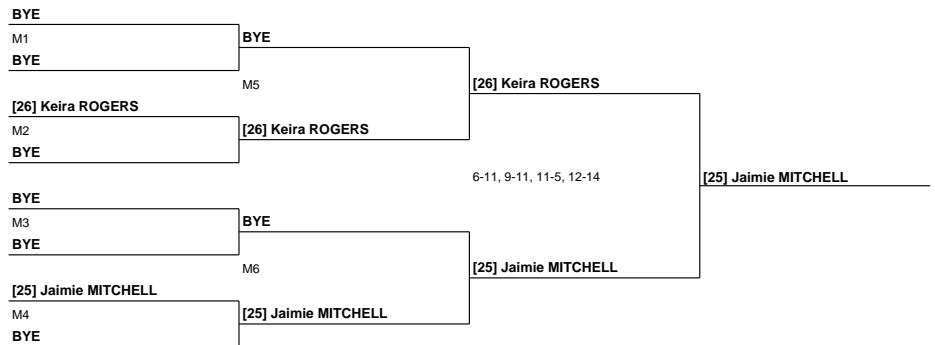 BYE
M1
BYE
BYE
M5
[26] Keira ROGERS
[26] Keira ROGERS
M2
[26] Keira ROGERS
BYE
6-11, 9-11, 11-5, 12-14
[25] Jaimie MITCHELL
BYE
M3
BYE
BYE
M6
[25] Jaimie MITCHELL
[25] Jaimie MITCHELL
M4
[25] Jaimie MITCHELL
BYE